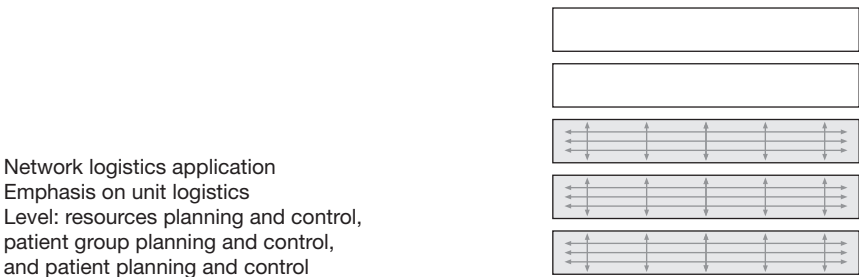 Network logistics application
Emphasis on unit logistics
Level: resources planning and control,
patient group planning and control,
and patient planning and control